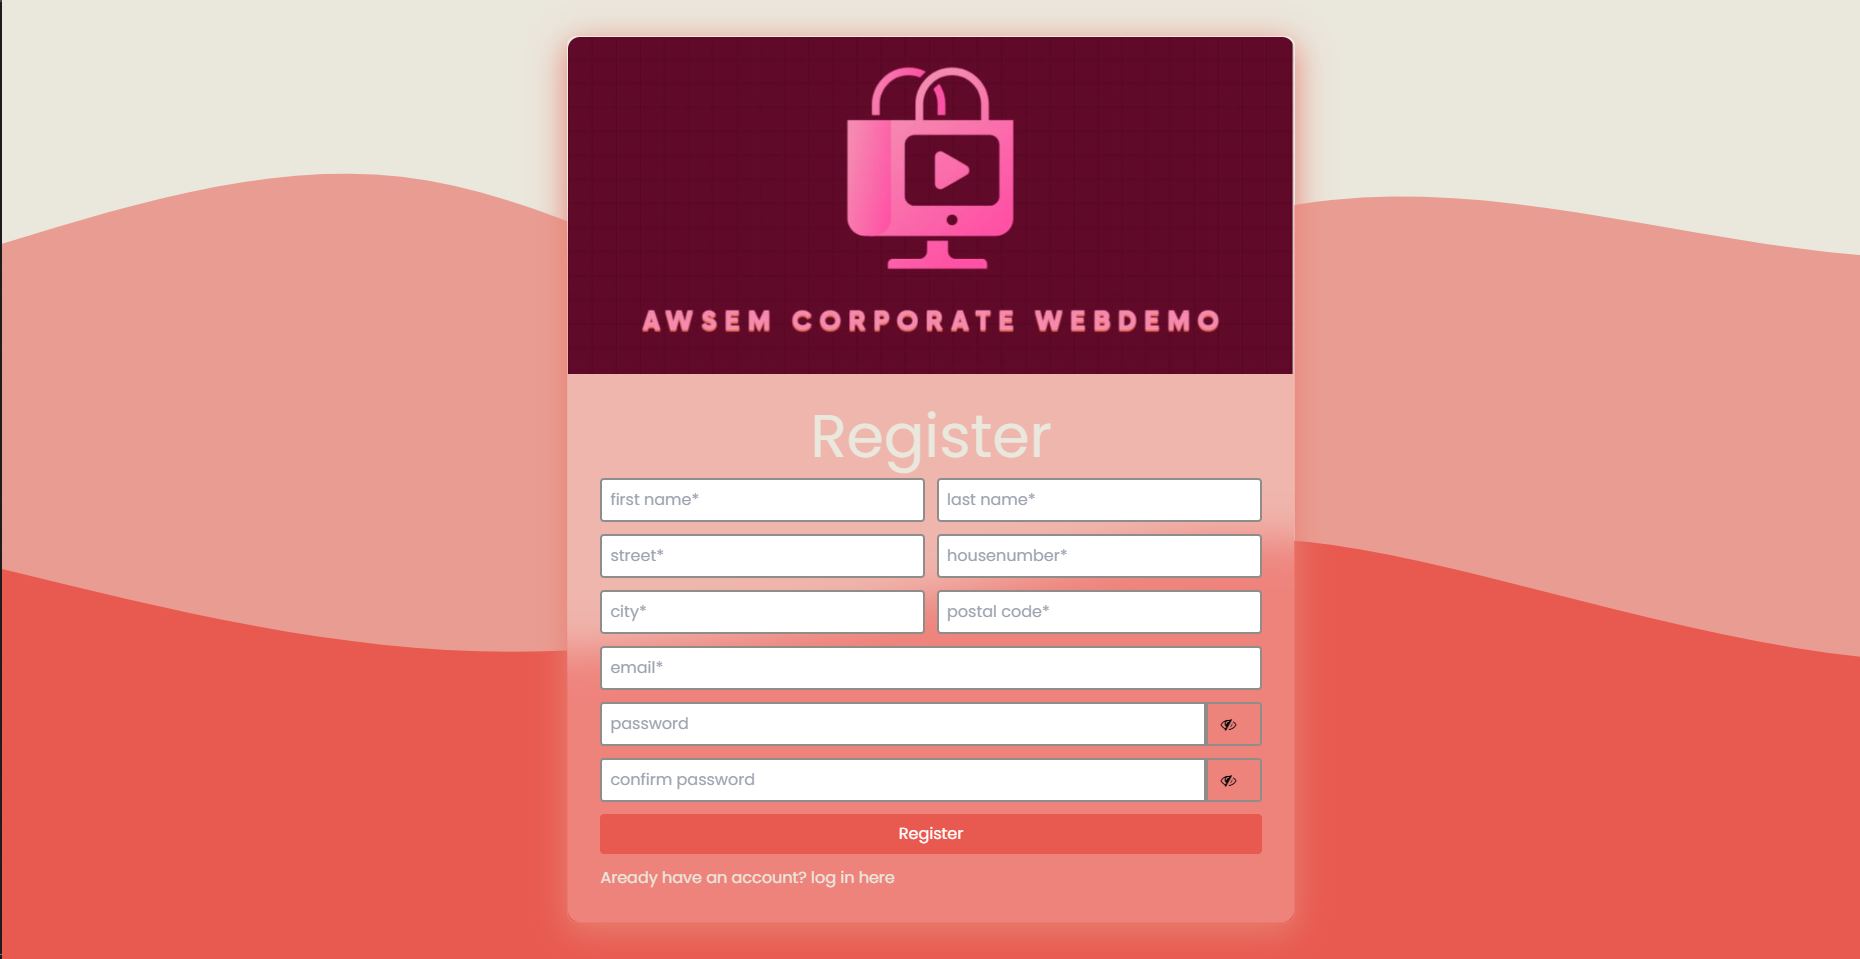 AWSEM CORPORATE WEBDEMO
Register
first name*
last name*
street*
housenumber*
city*
postal code*
email*
password
confirm password
Register
Aready have an account? log in here